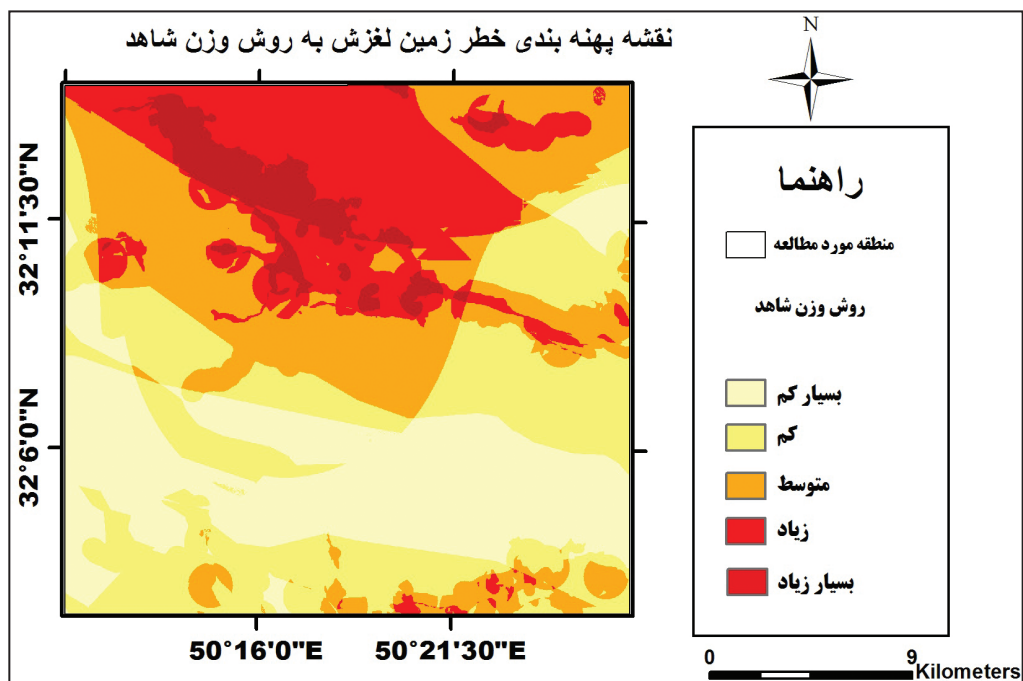 نقشه پهنه بندی خطر زمین لغزش به روش وزن شاهد
N
راهنما
منطقه مورد مطالعه
روش وزن شاهد
بسیار کم
کم
متوسط
زیاد
بسیار زیاد
32°11'30"N
32°6'0"N
50°16'0"E
50°21'30"E
0
9
Kilometers